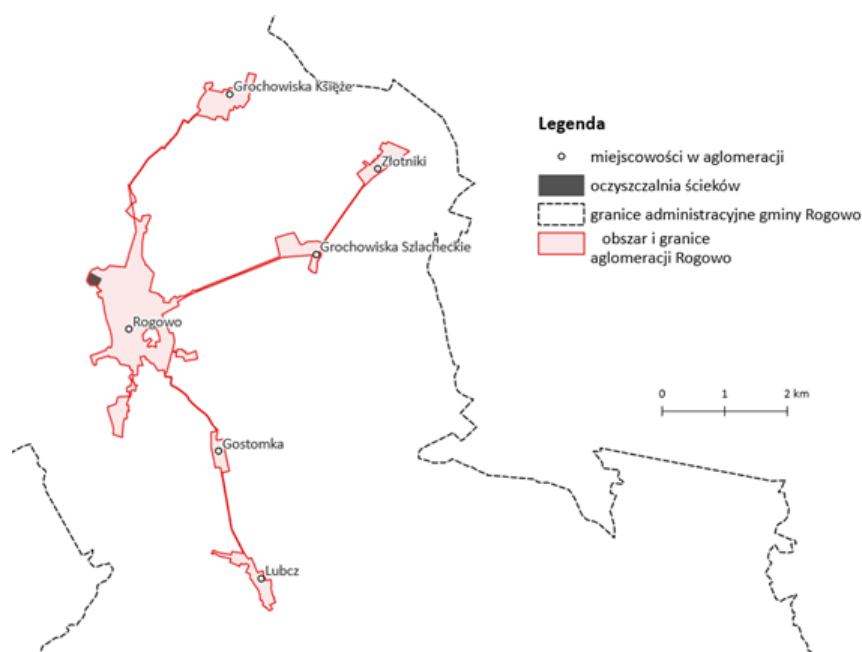 Grochowiska Księże
Złotniki
Grochowiska Szlacheckie
Rogowo
Gostomka
Lubcz
Legenda
miejscowości w aglomeracji
oczyszczalnia ścieków
granice administracyjne gminy Rogowo
obszar i granice
aglomeracji Rogowo
0 1 2 km